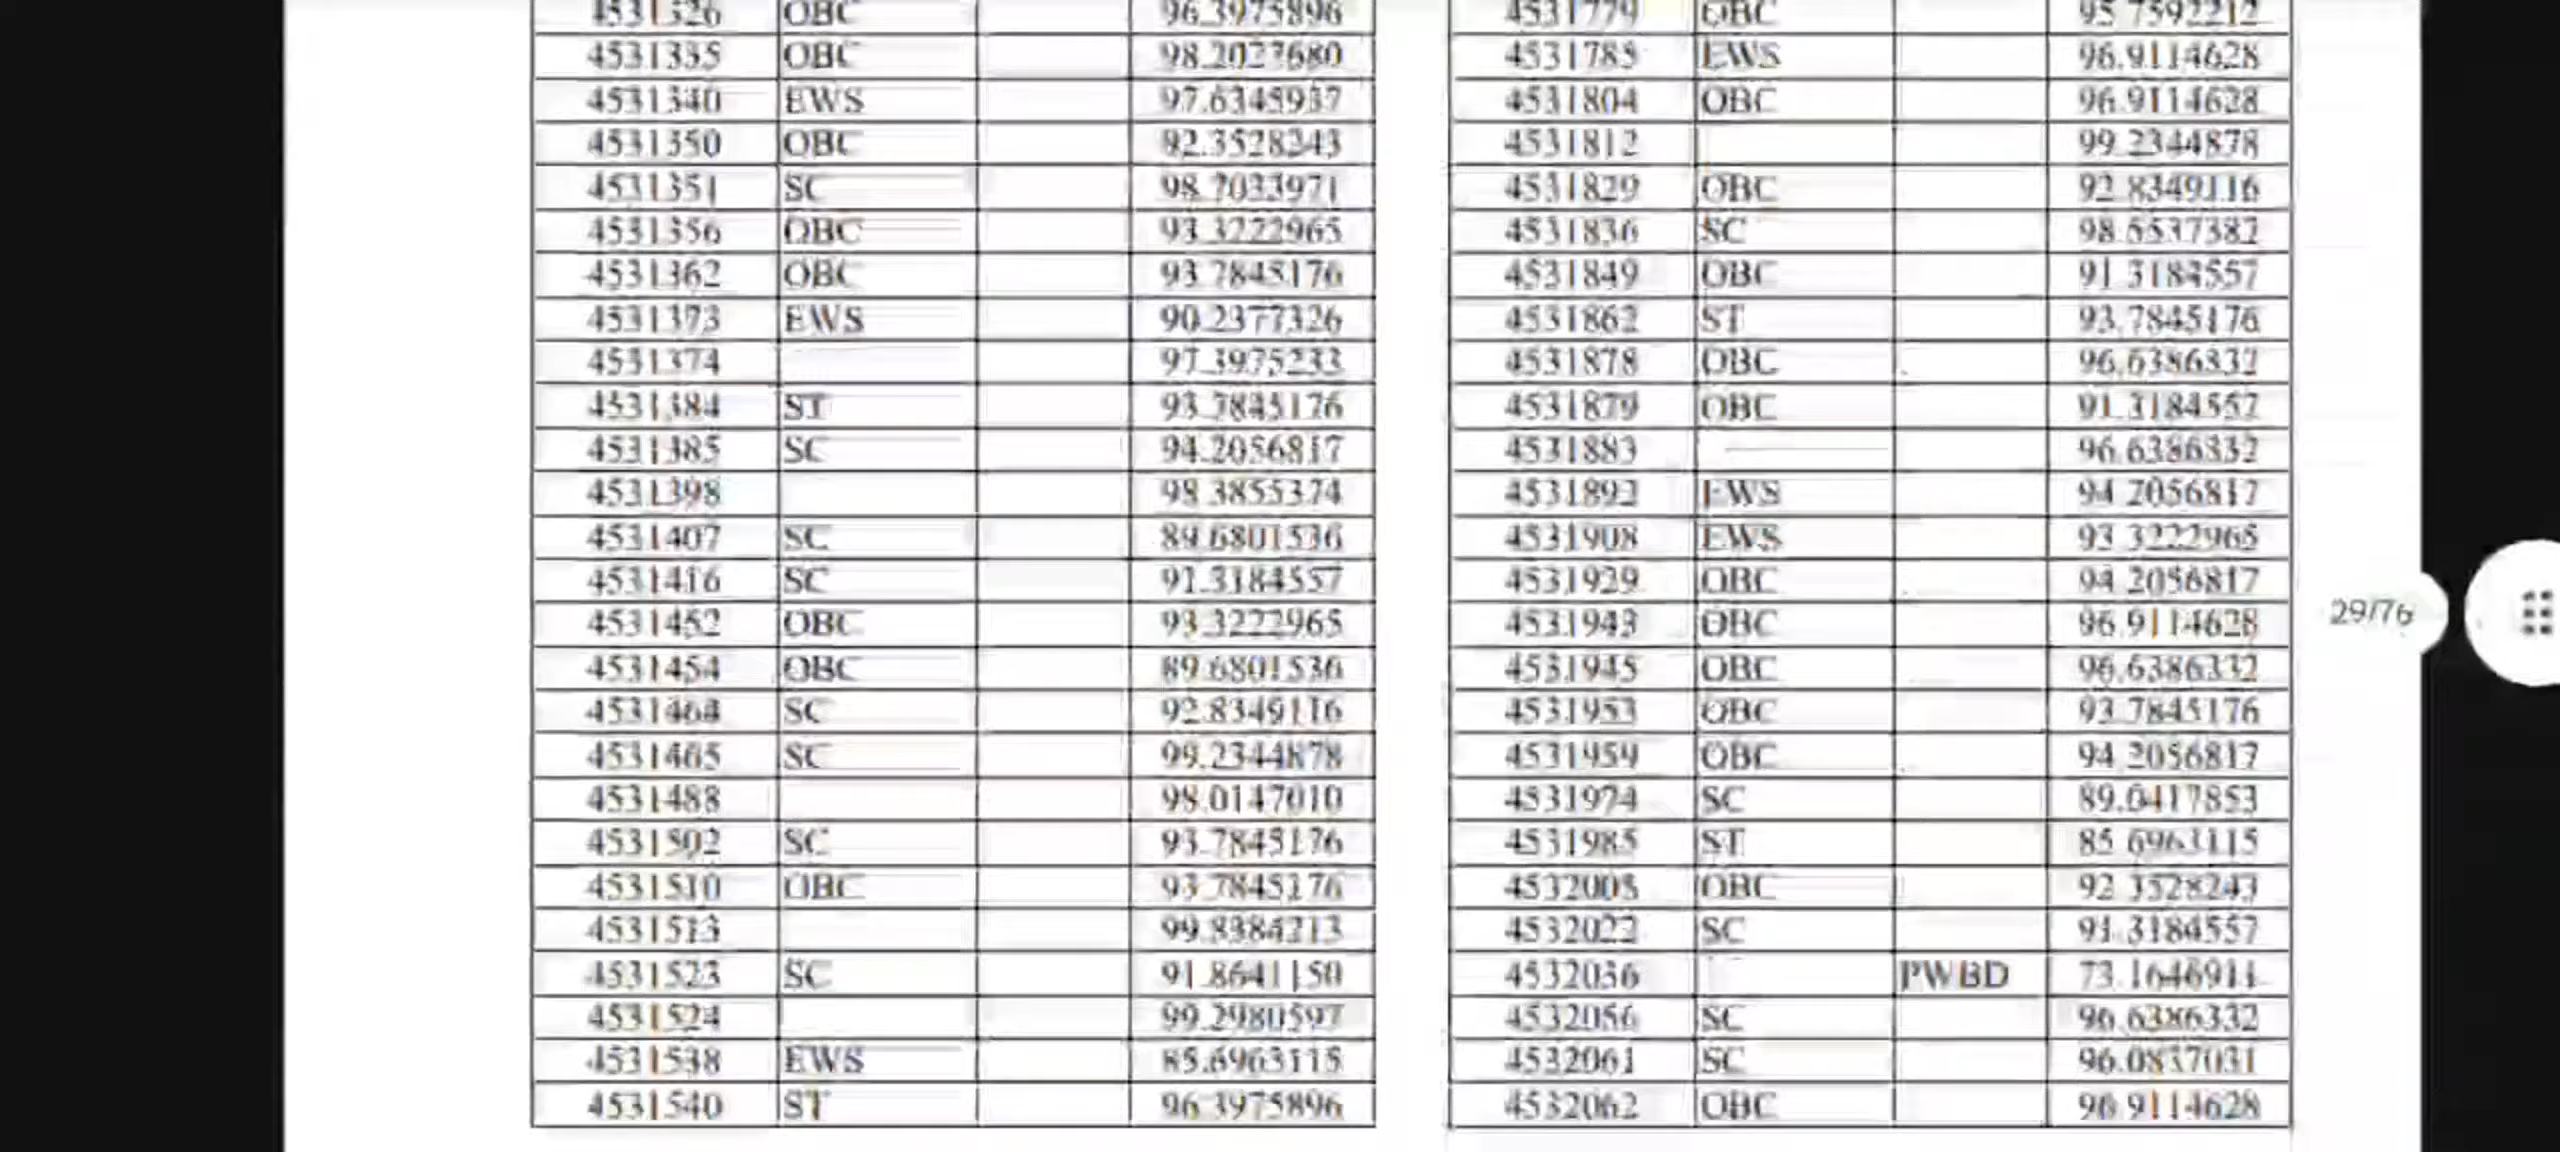 4531326 OBC 96.3975896
4531335 OBC 98.2027680
4531340 EWS 97.6345937
4531350 OBC 92.3528243
4531351 SC 98.7033971
4531356 OBC 93.3222965
4531362 OBC 93.7845176
4531373 EWS 90.2377326
4531374 97.3975233
4531384 ST 93.7845176
4531385 SC 94.2056817
4531398 98.3855374
4531407 SC 89.6801536
4531416 SC 91.3184557
4531452 OBC 93.3222965
4531454 OBC 89.6801536
4531464 SC 92.8349116
4531465 SC 99.2344878
4531488 98.0147010
4531502 SC 93.7845176
4531510 OBC 93.7845176
4531513 99.8384213
4531523 SC 91.8641150
4531524 99.2980597
4531538 EWS 85.6963115
4531540 ST 96.3975896
4531779 OBC 95.7592212
4531785 EWS 96.9114628
4531804 OBC 96.9114628
4531812 99.2344878
4531829 OBC 92.8349116
4531836 SC 98.5537382
4531849 OBC 91.3184557
4531862 ST 93.7845176
4531878 OBC 96.6386332
4531879 OBC 91.3184557
4531883 96.6386332
4531892 EWS 94.2056817
4531908 EWS 93.3222965
4531929 OBC 94.2056817
4531943 OBC 96.9114628
4531945 OBC 96.6386332
4531953 OBC 93.7845176
4531959 OBC 94.2056817
4531974 SC 89.0417853
4531985 ST 85.6963115
4532005 OBC 92.3528243
4532022 SC 91.3184557
4532036 PWBD 73.1646911
4532056 SC 96.6386332
4532061 SC 96.0837031
4532062 OBC 96.9114628
29/76